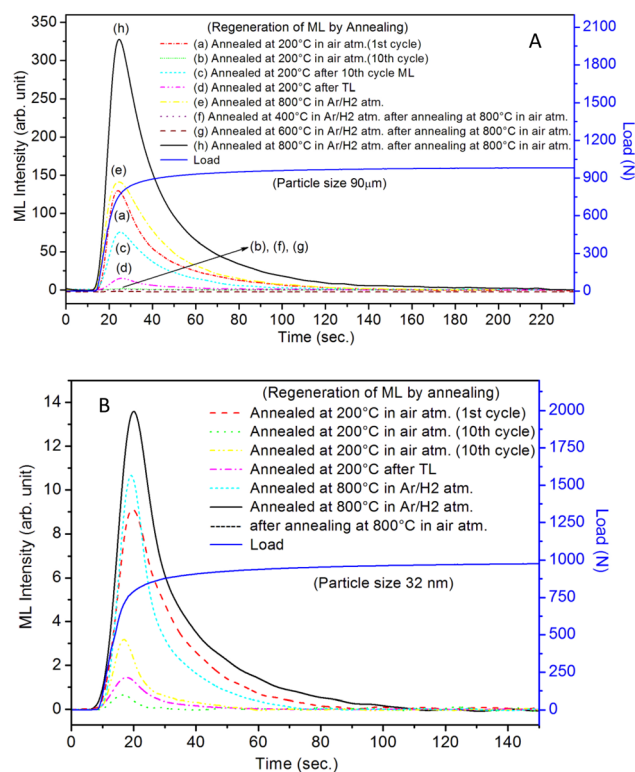 (h)
(Regeneration of ML by Annealing)
A
(a) Annealed at 200°C in air atm.(1st cycle)
(b) Annealed at 200°C in air atm.(10th cycle)
(c) Annealed at 200°C after 10th cycle ML
(d) Annealed at 200°C after TL
(e) Annealed at 800°C in Ar/H2 atm.
(f) Annealed at 400°C in Ar/H2 atm. after annealing at 800°C in air atm.
(g) Annealed at 600°C in Ar/H2 atm. after annealing at 800°C in air atm.
(h) Annealed at 800°C in Ar/H2 atm. after annealing at 800°C in air atm.
Load
(Particle size 90μm)
(e)
(a)
(c)
(d)
(b), (f), (g)
350
300
250
200
150
100
50
0
ML Intensity (arb. unit)
2100
1800
1500
1200
900
600
300
0
Load (N)
0 20 40 60 80 100 120 140 160 180 200 220
Time (sec.)
B
(Regeneration of ML by annealing)
Annealed at 200°C in air atm. (1st cycle)
Annealed at 200°C in air atm. (10th cycle)
Annealed at 200°C in air atm. (10th cycle)
Annealed at 200°C after TL
Annealed at 800°C in Ar/H2 atm.
Annealed at 800°C in Ar/H2 atm.
after annealing at 800°C in air atm.
Load
(Particle size 32 nm)
14
12
10
8
6
4
2
0
ML Intensity (arb. unit)
2000
1750
1500
1250
1000
750
500
250
0
Load (N)
0 20 40 60 80 100 120 140
Time (sec.)